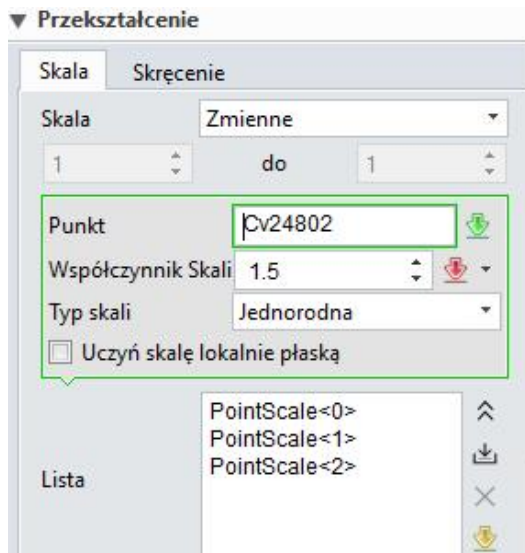 Przekształcenie
Skala Skręcenie
Skala Zmienne
1 do 1
Punkt Cv24802
Współczynnik Skali 1.5
Typ skali Jednorodna
Uczyń skalę lokalnie płaską
PointScale<0>
PointScale<1>
PointScale<2>
Lista